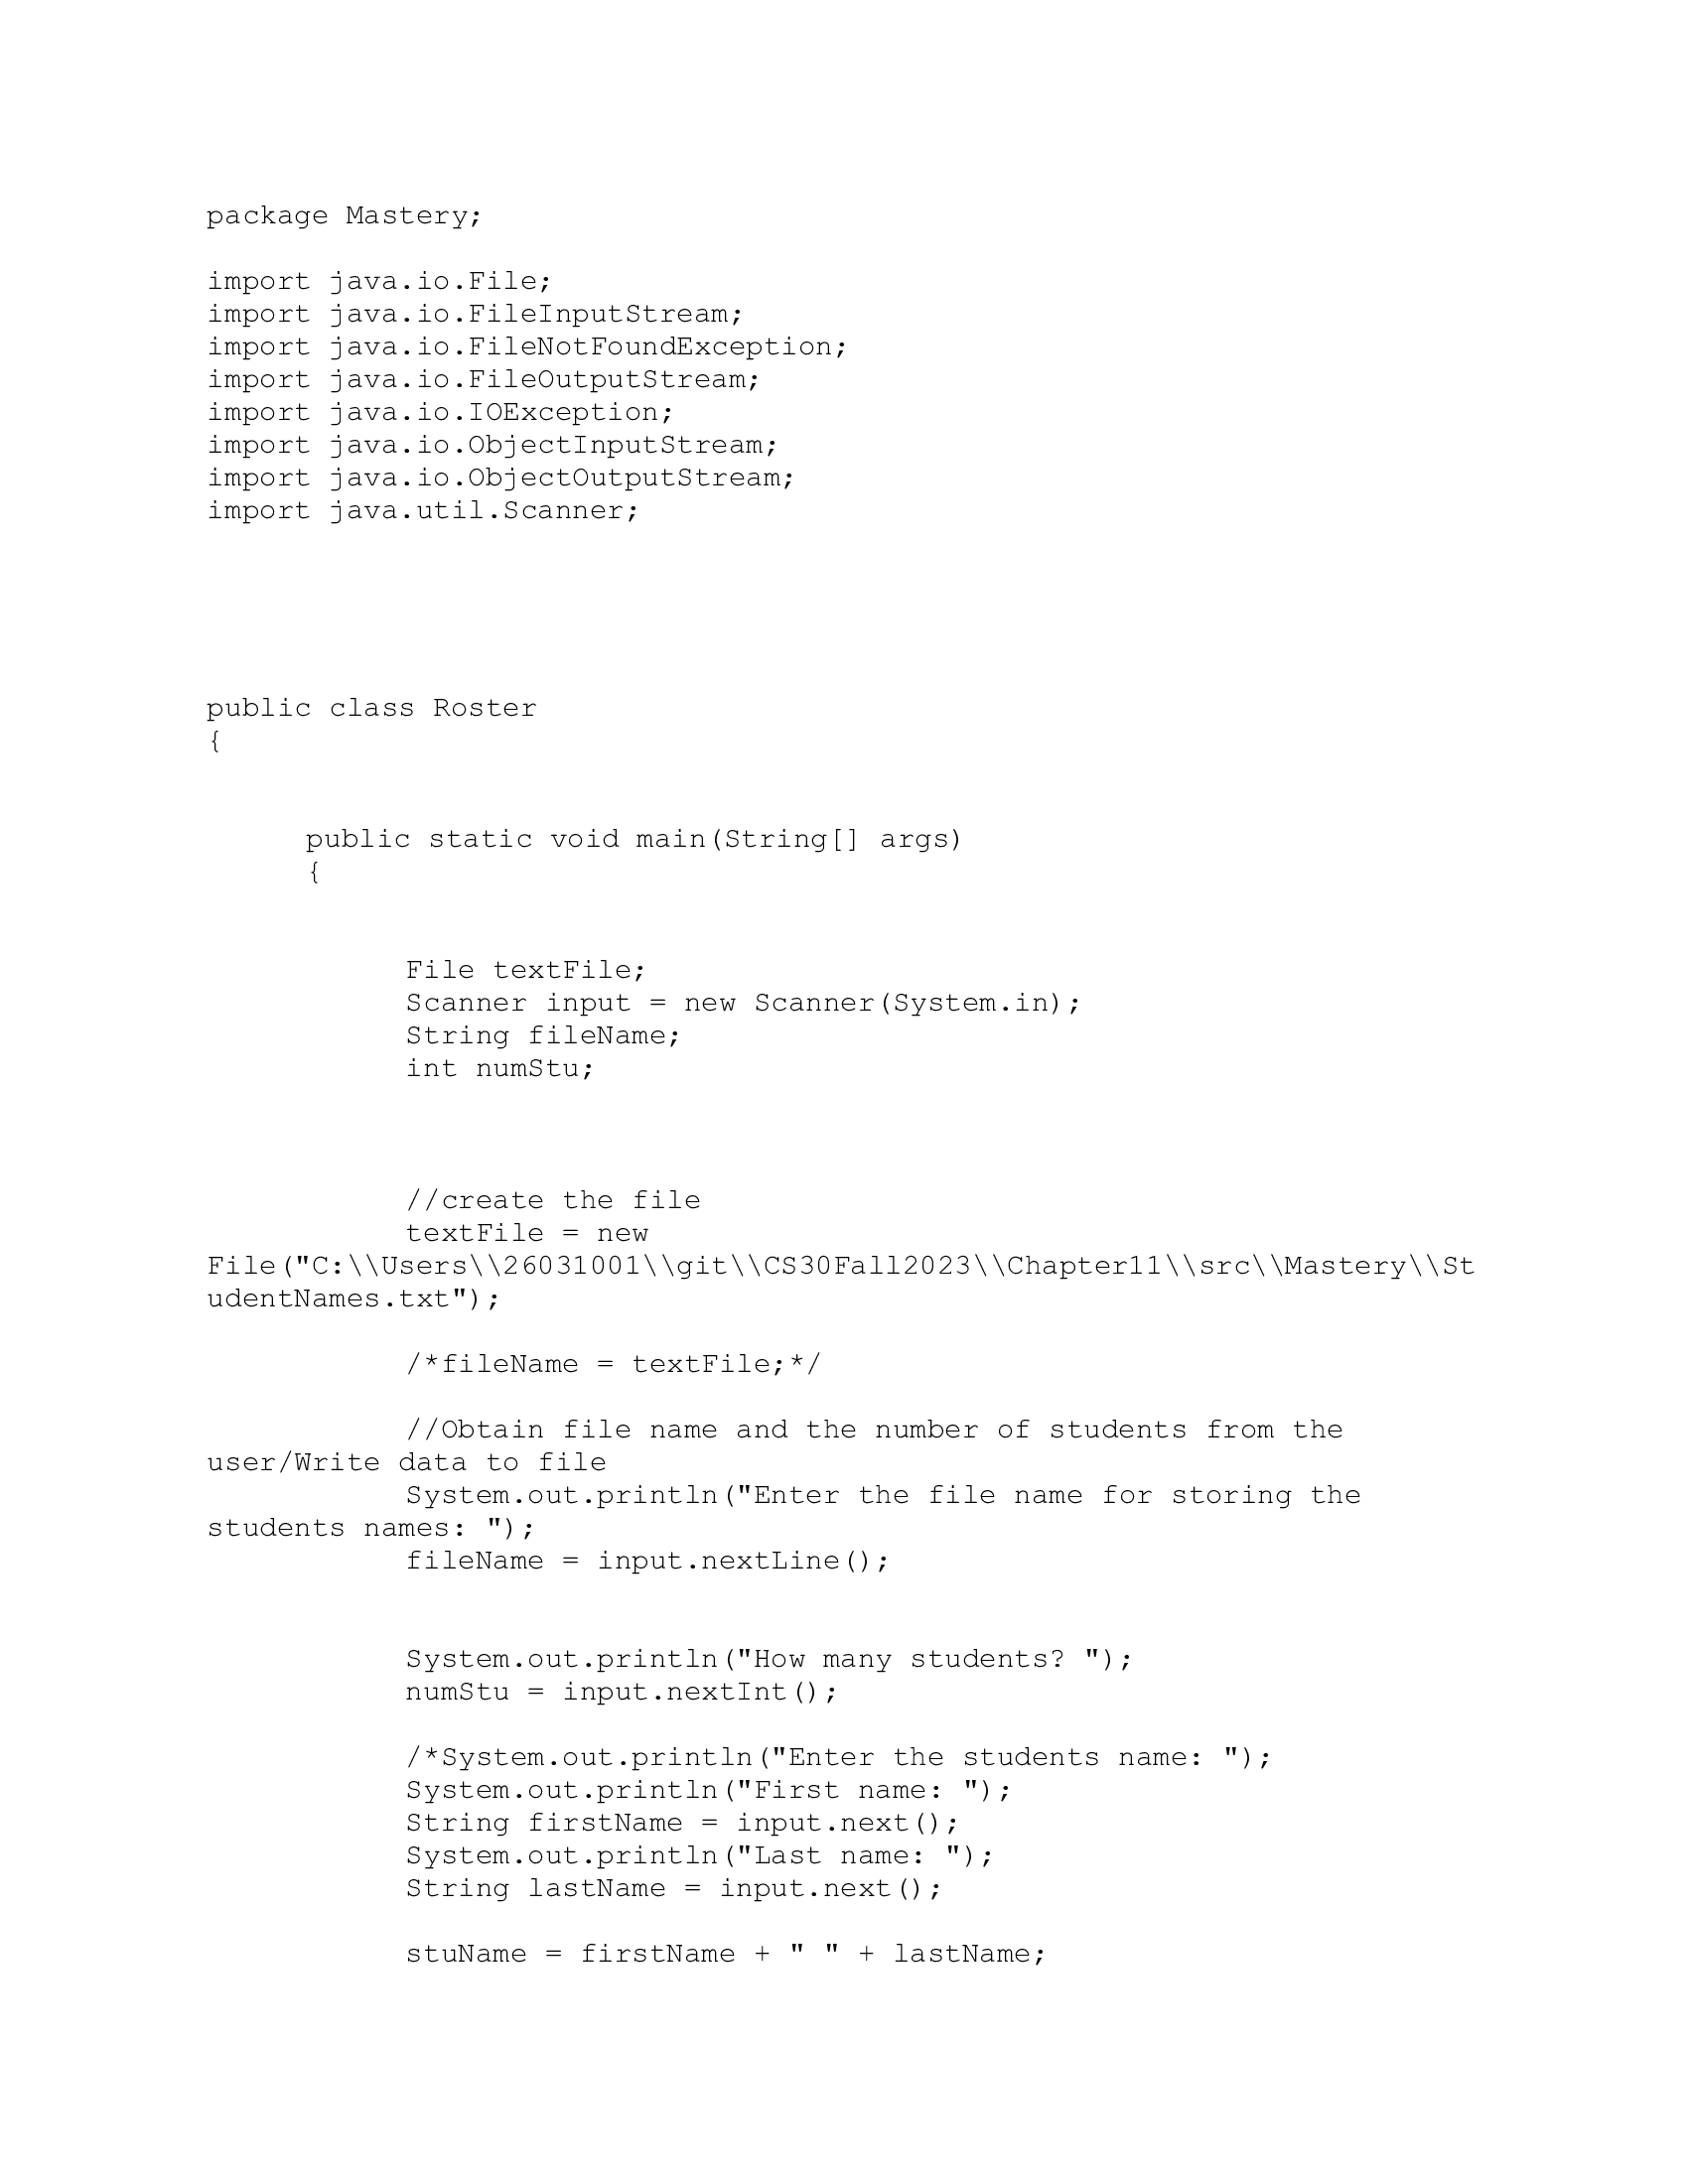 package Mastery;
import java.io.File;
import java.io.FileInputStream;
import java.io.FileNotFoundException;
import java.io.FileOutputStream;
import java.io.IOException;
import java.io.ObjectInputStream;
import java.io.ObjectOutputStream;
import java.util.Scanner;
public class Roster
{
public static void main(String[] args)
{
File textFile;
Scanner input = new Scanner(System.in);
String fileName;
int numStu;
//create the file
textFile = new
File("C:\\Users\\26031001\\git\\CS30Fall2023\\Chapter11\\src\\Mastery\\St
udentNames.txt");
/*fileName = textFile;*/
//Obtain file name and the number of students from the
user/Write data to file
System.out.println("Enter the file name for storing the
students names: ");
fileName = input.nextLine();
System.out.println("How many students? ");
numStu = input.nextInt();
/*System.out.println("Enter the students name: ");
System.out.println("First name: ");
String firstName = input.next();
System.out.println("Last name: ");
String lastName = input.next();
stuName = firstName + " " + lastName;